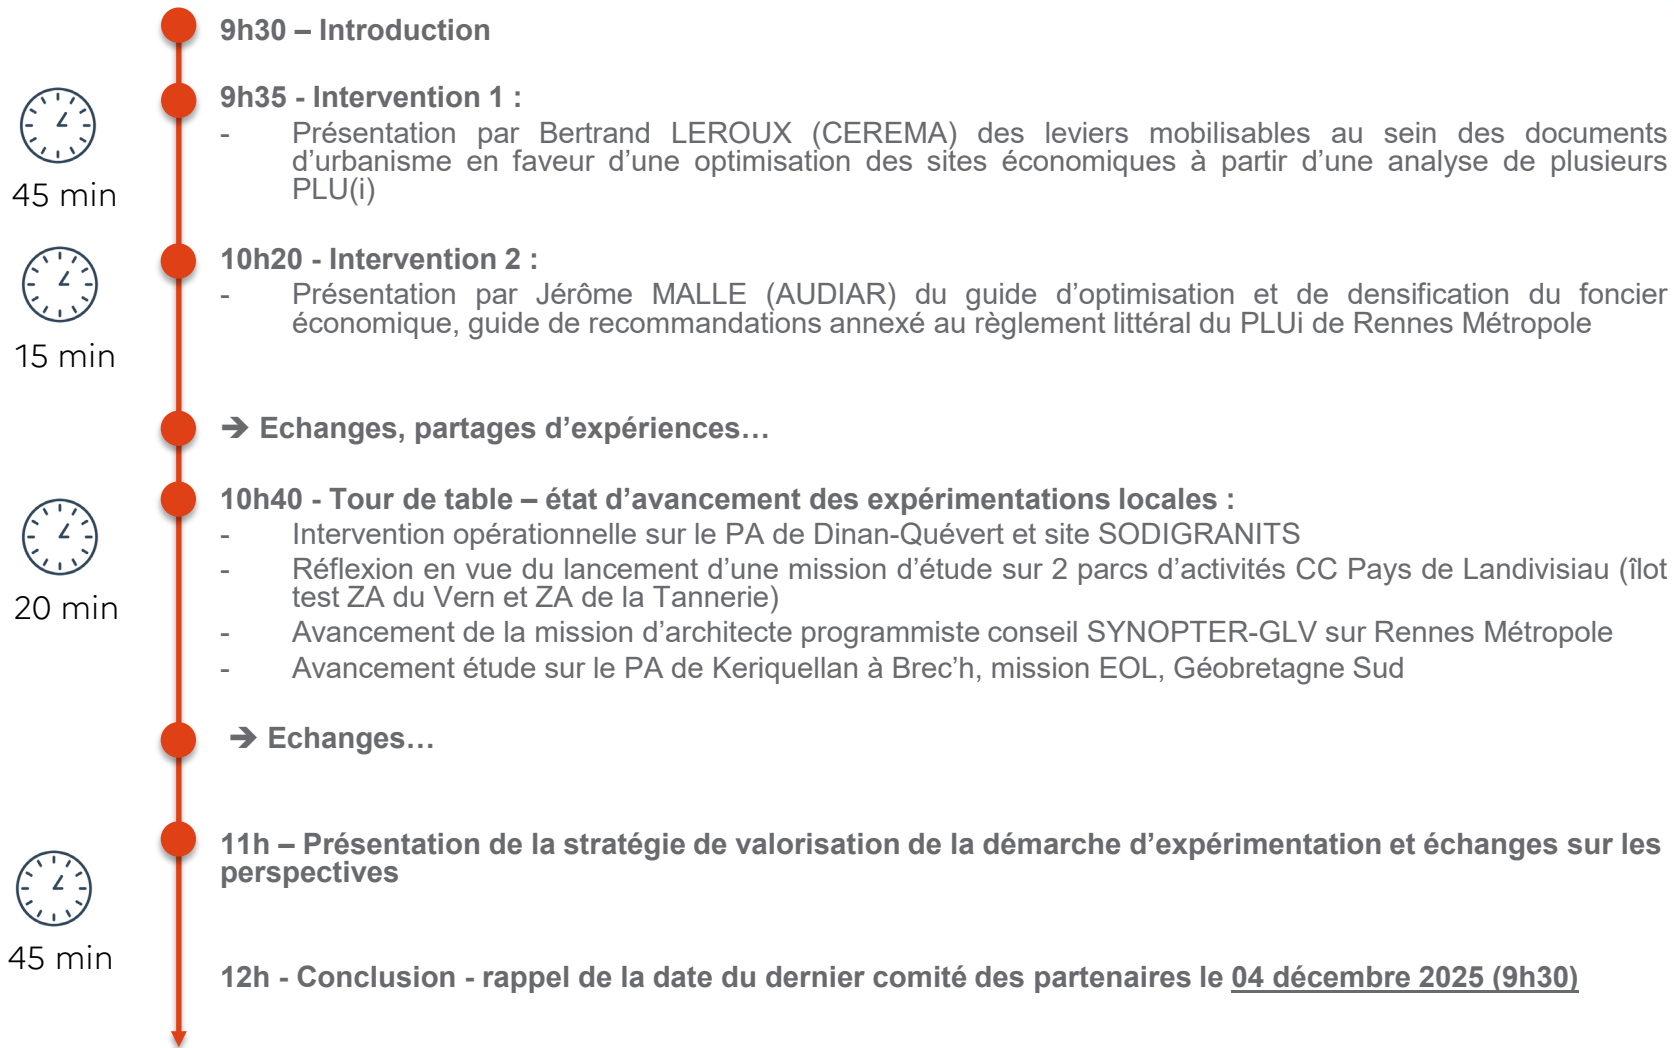 9h30 – Introduction
9h35 - Intervention 1 :
- Présentation par Bertrand LEROUX (CEREMA) des leviers mobilisables au sein des documents
d’urbanisme en faveur d’une optimisation des sites économiques à partir d’une analyse de plusieurs
PLU(i)
45 min
10h20 - Intervention 2 :
- Présentation par Jérôme MALLE (AUDIAR) du guide d’optimisation et de densification du foncier
économique, guide de recommandations annexé au règlement littéral du PLUi de Rennes Métropole
15 min
➔ Echanges, partages d’expériences…
10h40 - Tour de table – état d’avancement des expérimentations locales :
- Intervention opérationnelle sur le PA de Dinan-Quévert et site SODIGRANITS
- Réflexion en vue du lancement d’une mission d’étude sur 2 parcs d’activités CC Pays de Landivisiau (îlot
test ZA du Vern et ZA de la Tannerie)
20 min
- Avancement de la mission d’architecte programmiste conseil SYNOPTER-GLV sur Rennes Métropole
- Avancement étude sur le PA de Keriquellan à Brec’h, mission EOL, Géobretagne Sud
➔ Echanges…
11h – Présentation de la stratégie de valorisation de la démarche d’expérimentation et échanges sur les
perspectives
45 min
12h - Conclusion - rappel de la date du dernier comité des partenaires le 04 décembre 2025 (9h30)